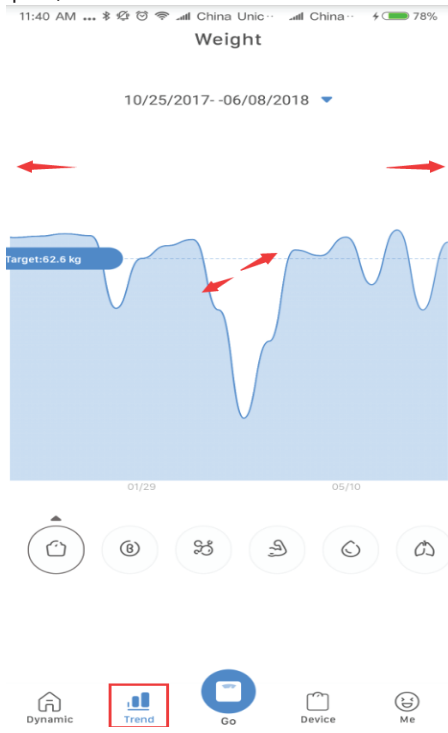 11:40 AM ... China Unic·· China·· 78%
Weight
10/25/2017- -06/08/2018
Target:62.6 kg
01/29 05/10
Dynamic Trend Go Device Me